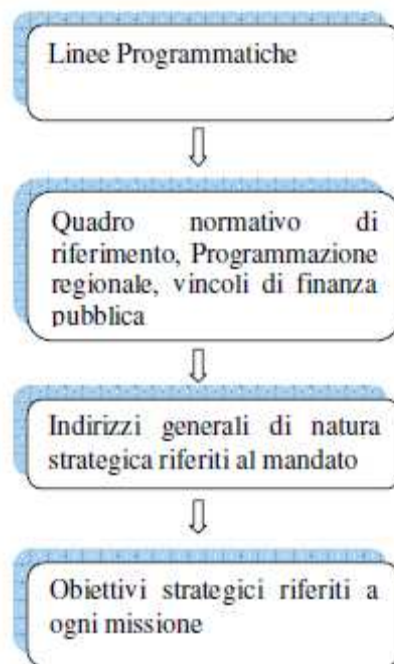 Linee Programmatiche
Quadro normativo di
riferimento, Programmazione
regionale, vincoli di finanza
pubblica
Indirizzi generali di natura
strategica riferiti al mandato
Obiettivi strategici riferiti a
ogni missione